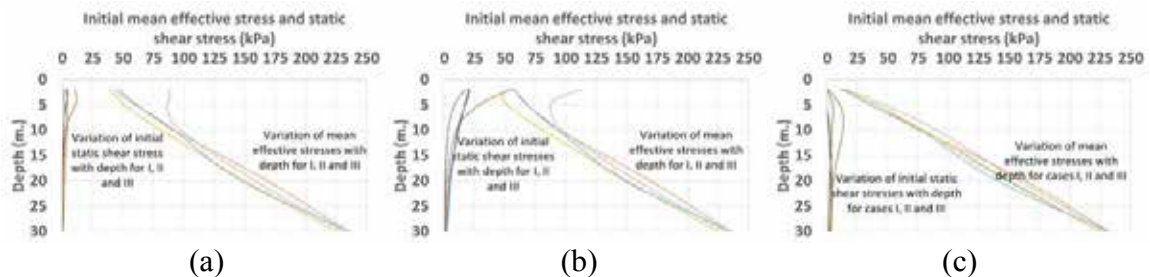 Initial mean effective stress and static
shear stress (kPa)
0 25 50 75 100 125 150 175 200 225 250
0
5
10
15
20
25
30
Depth (m.)
Variation of initial
static shear stress
with depth for I, II
and III
Variation of mean
effective stresses with
depth for I, II and III
(a)
Initial mean effective stress and static
shear stress (kPa)
0 25 50 75 100 125 150 175 200 225 250
0
5
10
15
20
25
30
Depth (m.)
Variation of initial
static shear stresses
with depth for I, II
and III
Variation of mean
effective stresses with
depth for I, II and III
(b)
Initial mean effective stress and static
shear stress (kPa)
0 25 50 75 100 125 150 175 200 225 250
0
5
10
15
20
25
30
Depth (m.)
Variation of mean
effective stresses with
depth for cases I, II and III
Variation of initial static
shear stresses with depth
for cases I, II and III
(c)